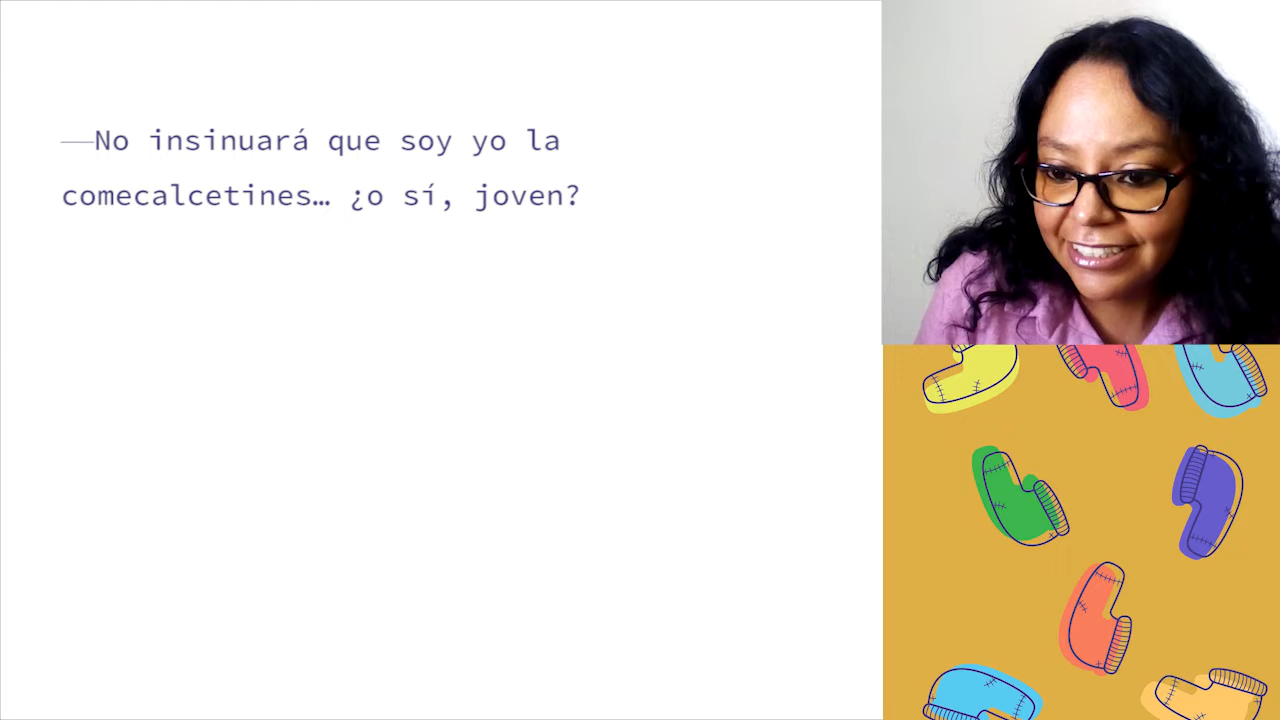 —No insinuará que soy yo la
comecalcetines… ¿o sí, joven?